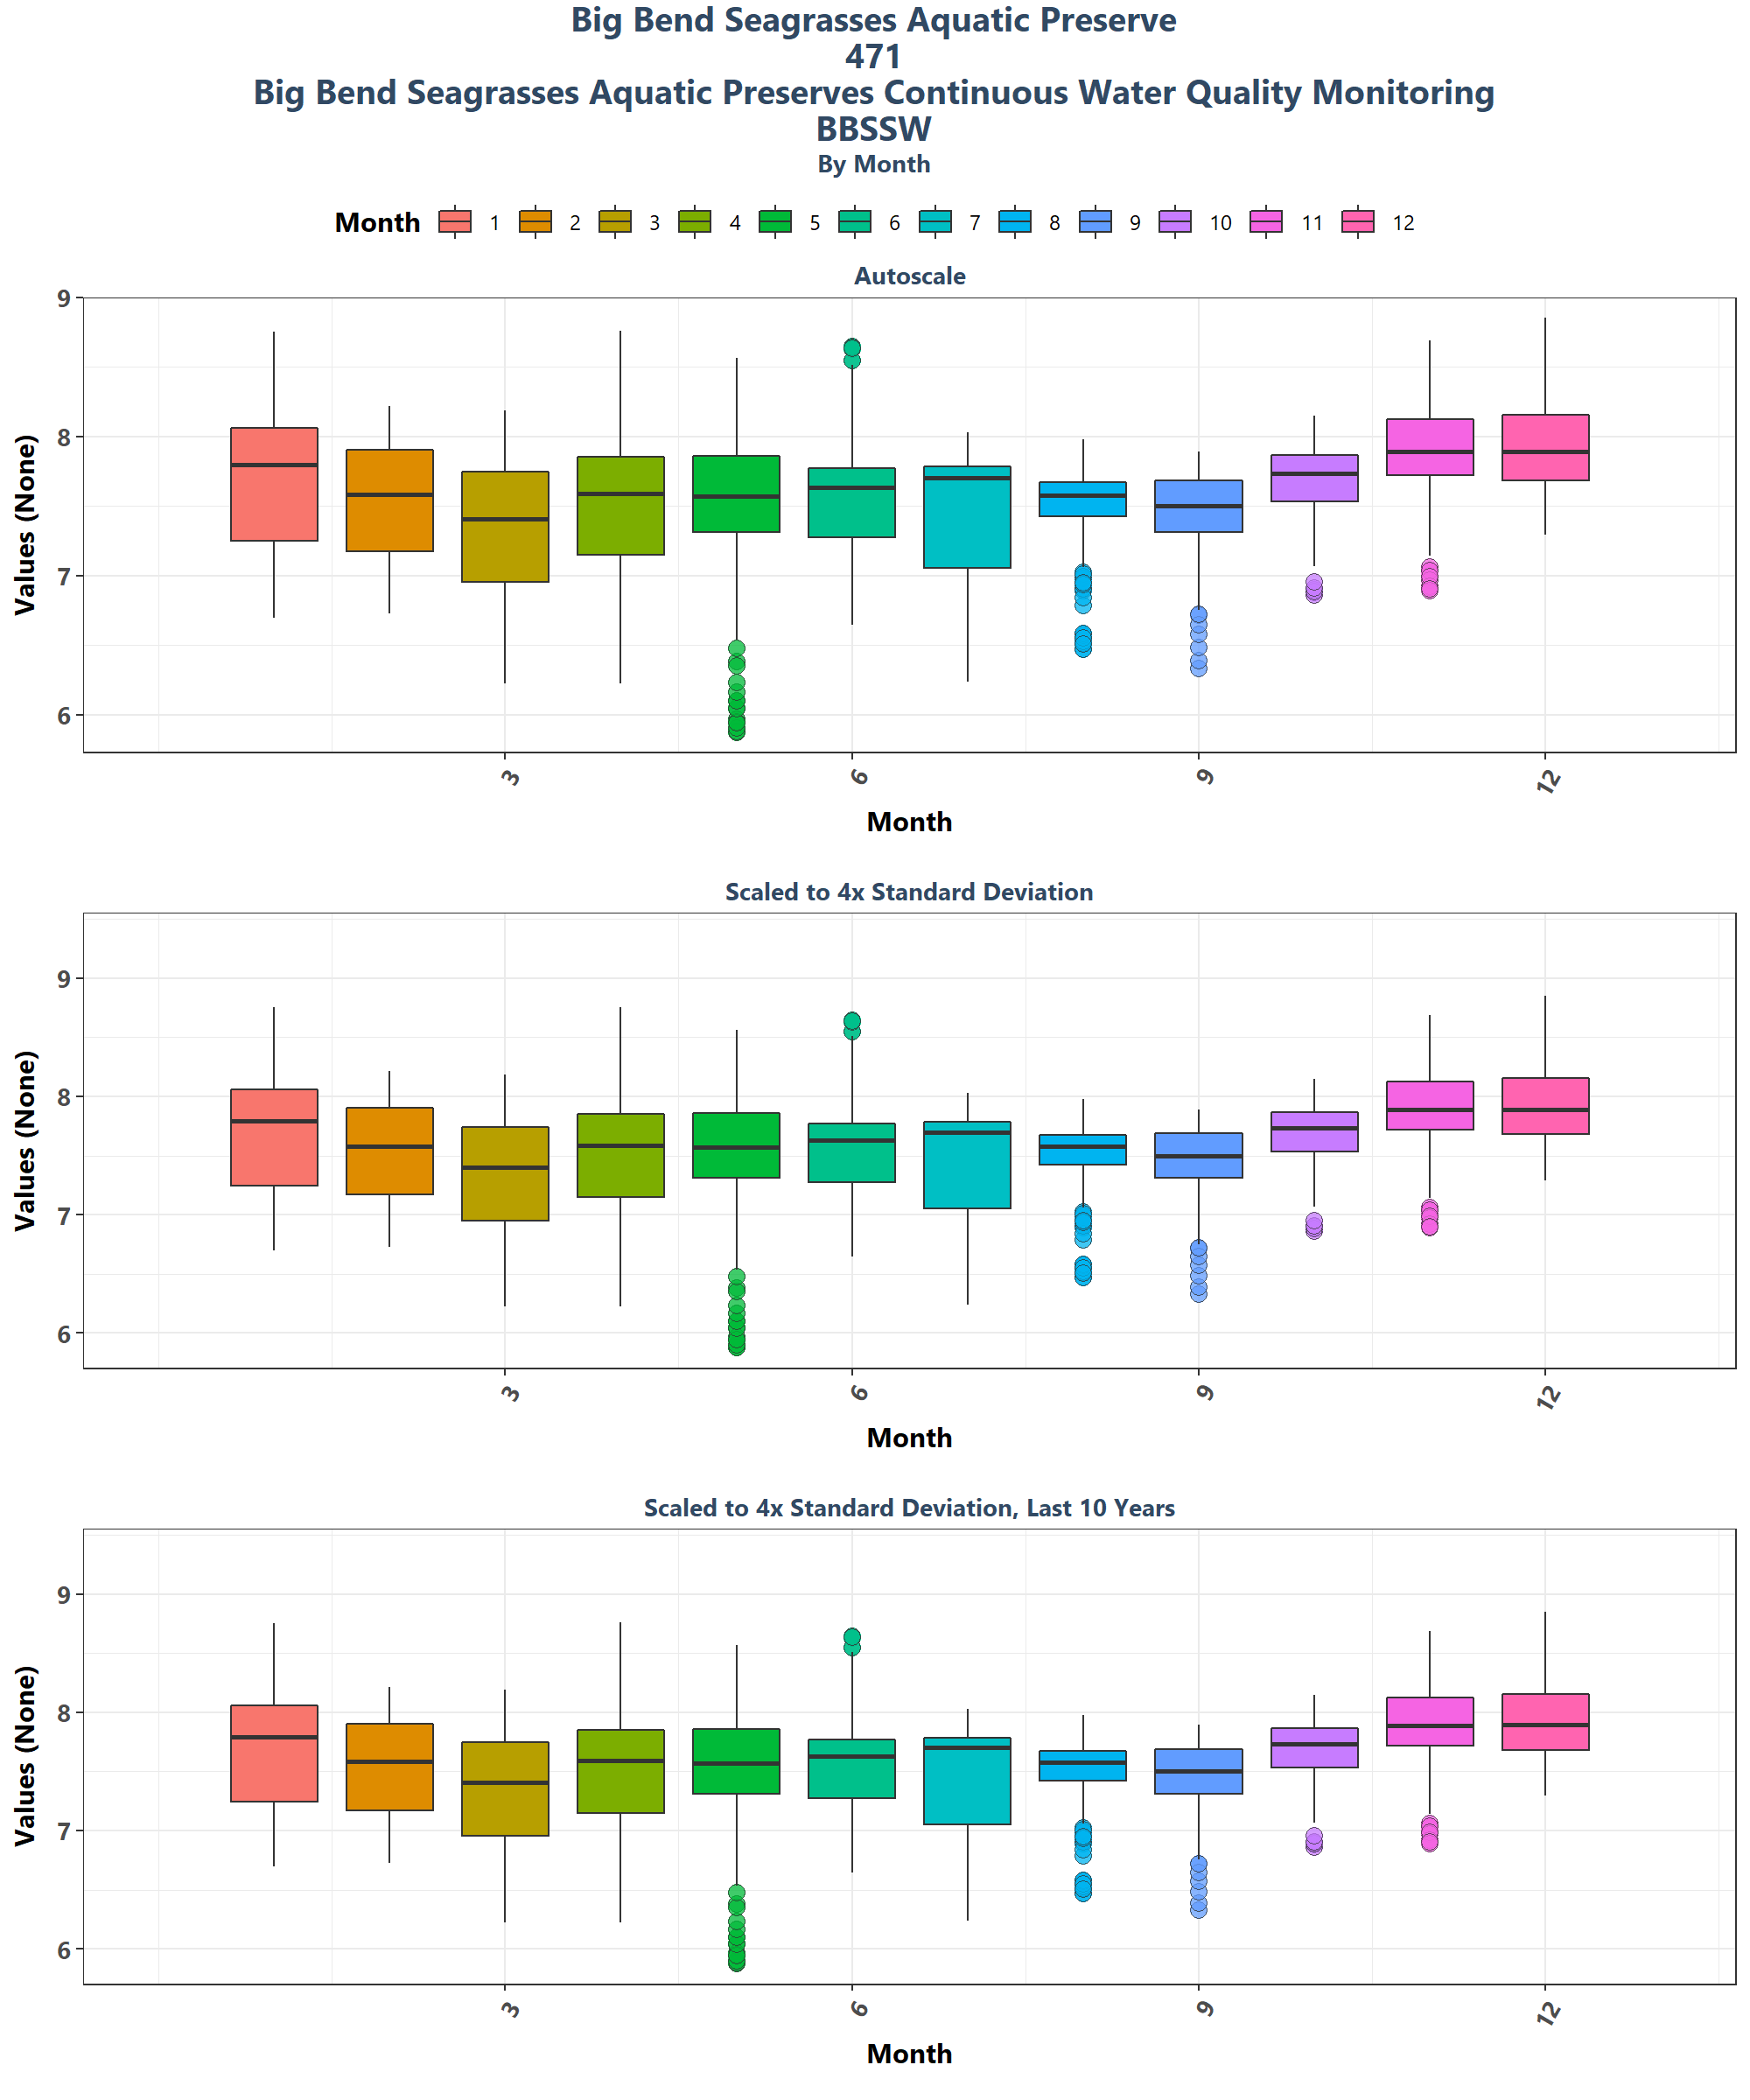 Big Bend Seagrasses Aquatic Preserve
471
Big Bend Seagrasses Aquatic Preserves Continuous Water Quality Monitoring
BBSSW
By Month
Month 1 2 3 4 5 6 7 8 9 10 11 12
Autoscale
Values (None)
9
8
7
6
3 6 9 12
Month
Scaled to 4x Standard Deviation
Values (None)
9
8
7
6
3 6 9 12
Month
Scaled to 4x Standard Deviation, Last 10 Years
Values (None)
9
8
7
6
3 6 9 12
Month